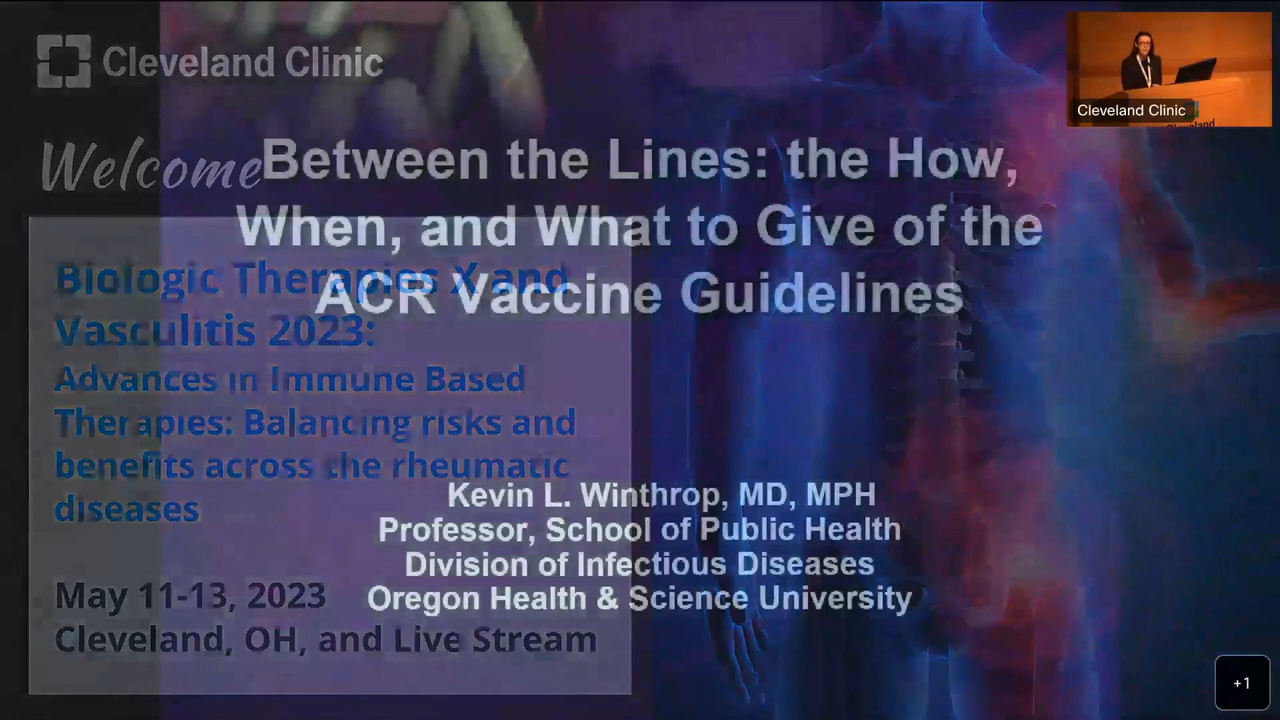 Cleveland Clinic
Welcome
Between the Lines: the How,
When, and What to Give of the
ACR Vaccine Guidelines
Biologic Therapies X and
Vasculitis 2023:
Advances in Immune Based
Therapies: Balancing risks and
benefits across the rheumatic
diseases
May 11-13, 2023
Cleveland, OH, and Live Stream
Kevin L. Winthrop, MD, MPH
Professor, School of Public Health
Division of Infectious Diseases
Oregon Health & Science University
Cleveland Clinic
Cleveland
+1